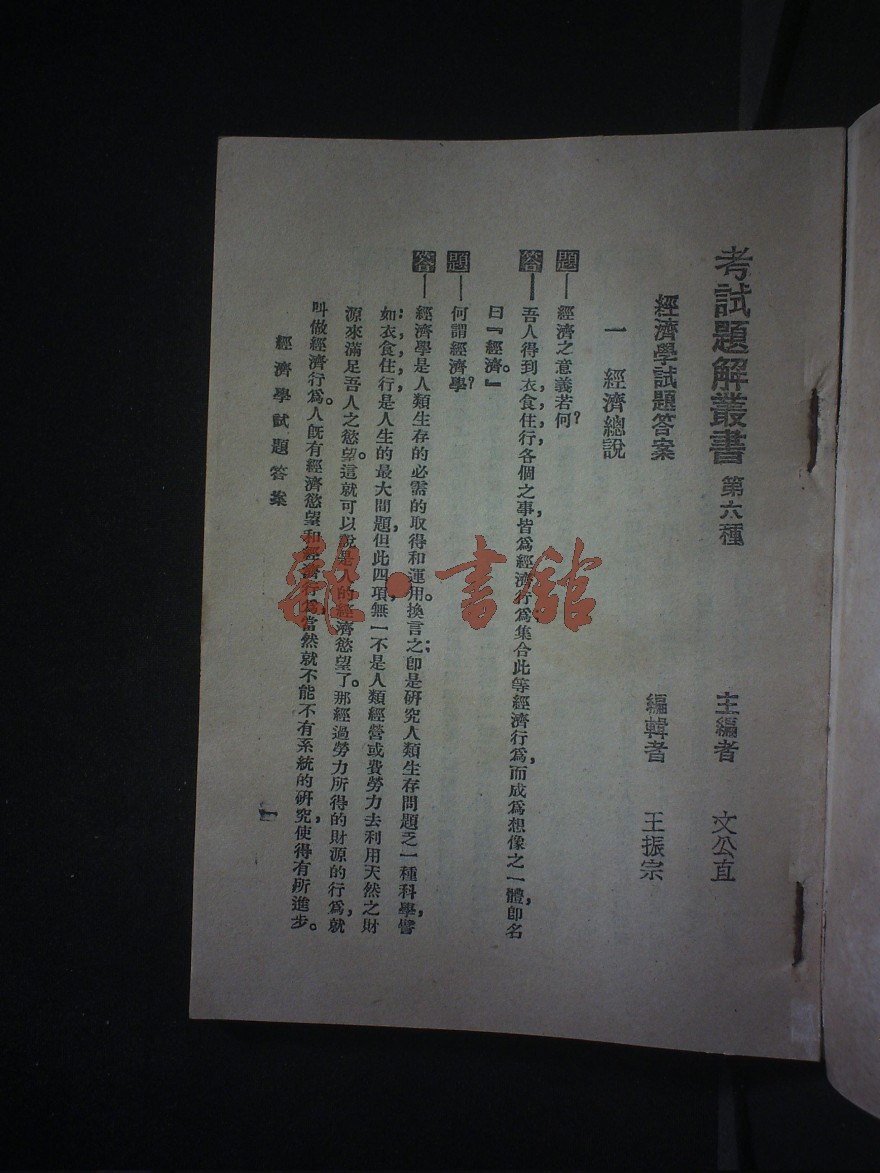 考試題解叢書 第六種 主編者 文公直
經濟學試題答案 編輯者 王振宗
一 經濟總說
題—經濟之意義若何?
答—吾人得到衣,食,住,行,各個之事,皆爲經濟行爲集合此等經濟行爲,而成爲想像之一體,卽名
曰『經濟。』
題—何謂經濟學?
答—經濟學是人類生存的必需的取得和運用。換言之;卽是研究人類生存問題之一種科學,譬
如:衣,食,住,行,是人生的最大問題,但此四項,無一不是人類經營或費勞力去利用天然之財
源來滿足吾人之慾望。這就可以說是人的經濟慾望了。那經過勞力所得的財源的行爲,就
叫做經濟行爲。人旣有經濟慾望和經濟行爲,當然就不能不有系統的研究,使得有所進步。
經濟學試題答案
一
龍·書館